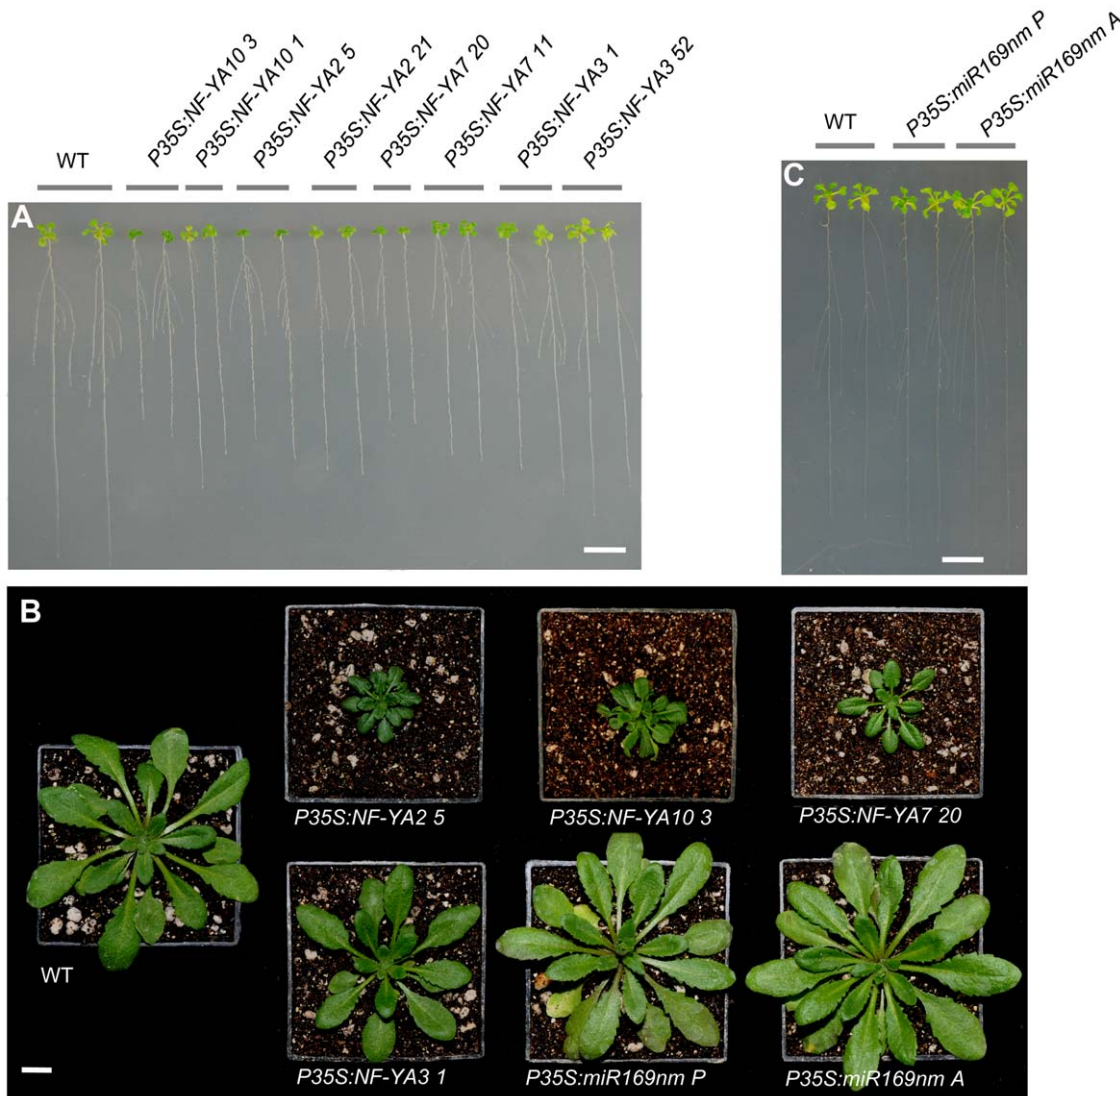 WT
P35S:NF-YA10 3
P35S:NF-YA10 1
P35S:NF-YA2 5
P35S:NF-YA2 21
P35S:NF-YA7 20
P35S:NF-YA7 11
P35S:NF-YA3 1
P35S:NF-YA3 52
A
WT
P35S:miR169nm P
P35S:miR169nm A
C
B
WT
P35S:NF-YA2 5
P35S:NF-YA10 3
P35S:NF-YA7 20
P35S:NF-YA3 1
P35S:miR169nm P
P35S:miR169nm A